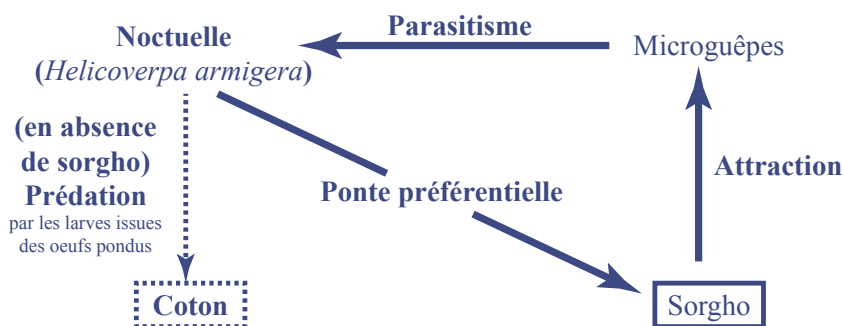 Parasitisme
Noctuelle
(Helicoverpa armigera)
Microguêpes
(en absence
de sorgho)
Prédation
par les larves issues
des oeufs pondus
Attraction
Ponte préférentielle
Coton
Sorgho